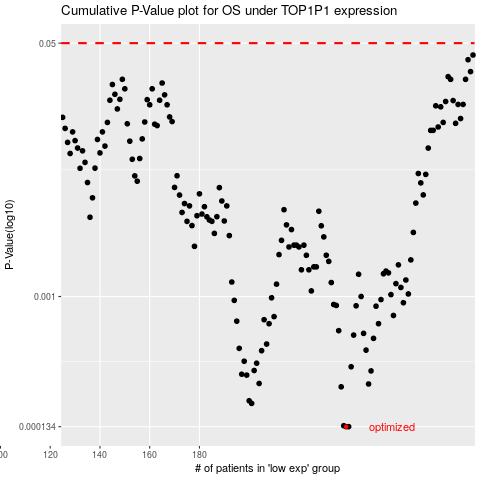 Cumulative P-Value plot for OS under TOP1P1 expression
0.05
P-Value(log10)
0.001
0.000134
optimized
00 120 140 160 180
# of patients in 'low exp' group